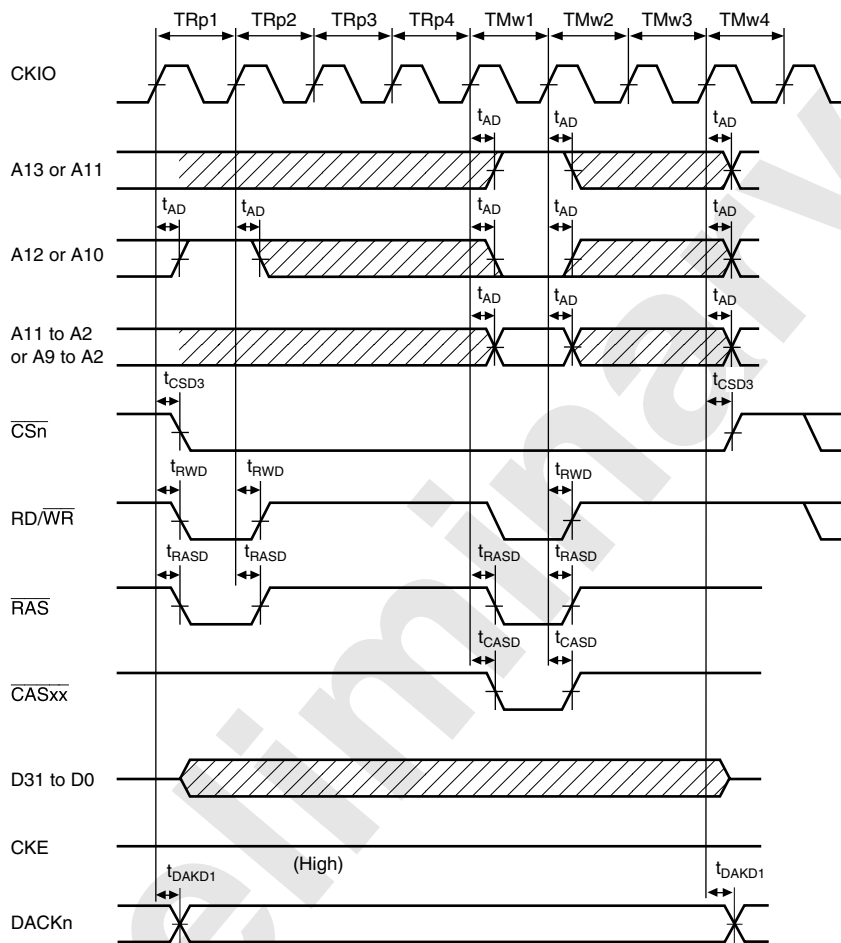 TRp1 TRp2 TRp3 TRp4 TMw1 TMw2 TMw3 TMw4
CKIO
tAD tAD tAD
A13 or A11
tAD tAD tAD tAD tAD
A12 or A10
tAD tAD tAD
A11 to A2
or A9 to A2
tCSD3 tCSD3
CSn
tRWD tRWD tRWD
RD/WR
tRASD tRASD tRASD tRASD
RAS
tCASD tCASD
CASxx
D31 to D0
CKE
(High)
tDAKD1 tDAKD1
DACKn
eliminary